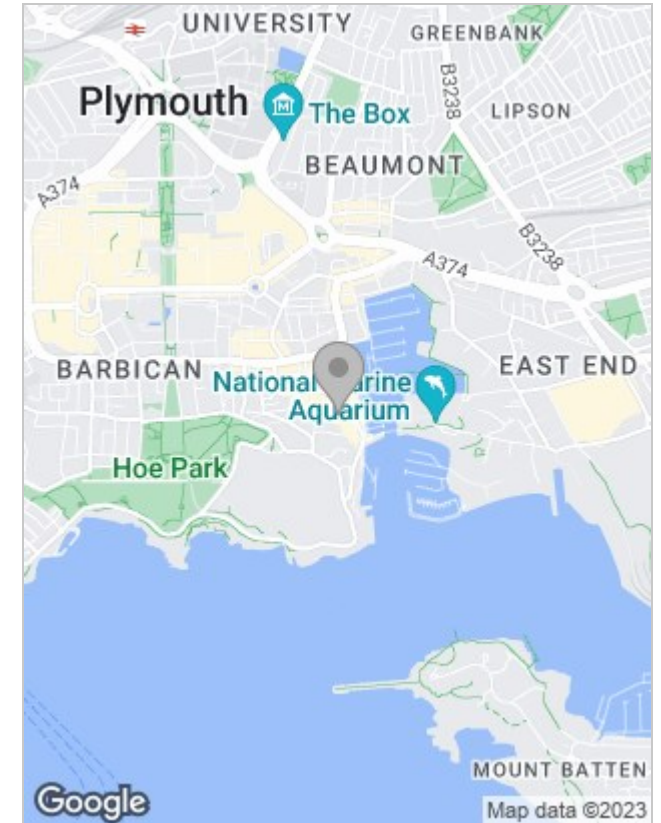 UNIVERSITY
GREENBANK
Plymouth
The Box
B3238
LIPSON
BEAUMONT
A374
B3238
A374
BARBICAN
National Marine
Aquarium
EAST END
Hoe Park
MOUNT BATTEN
Google
Map data ©2023